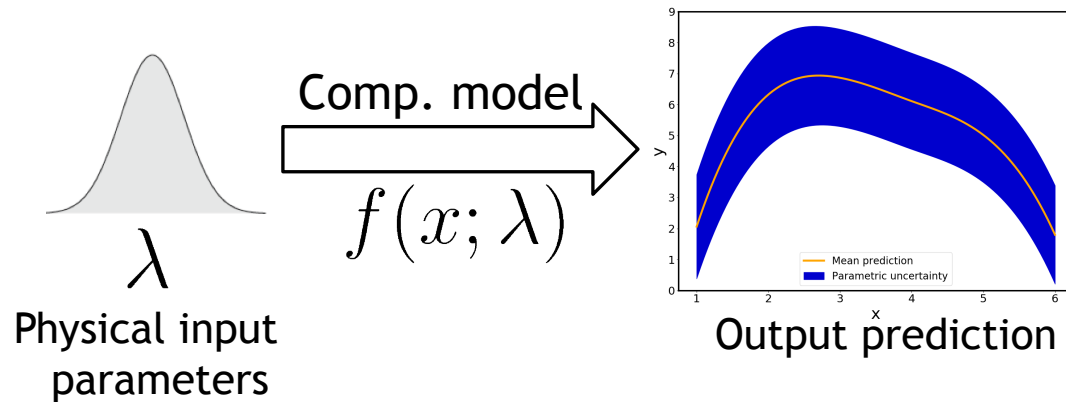 Comp. model
f(x; λ)
λ
Physical input
parameters
9
8
7
6
5
4
3
2
1
0
y
Mean prediction
Parametric uncertainty
1 2 3 4 5 6
x
Output prediction